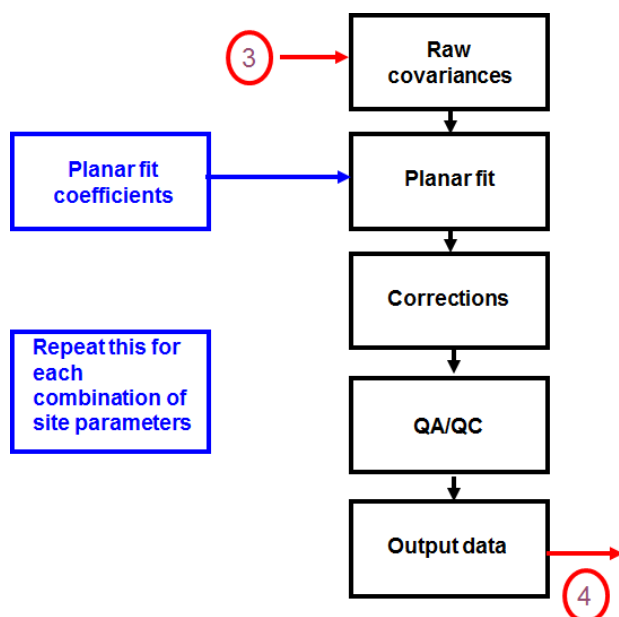 3
Raw
covariances
Planar fit
coefficients
Planar fit
Corrections
Repeat this for
each
combination of
site parameters
QA/QC
Output data
4